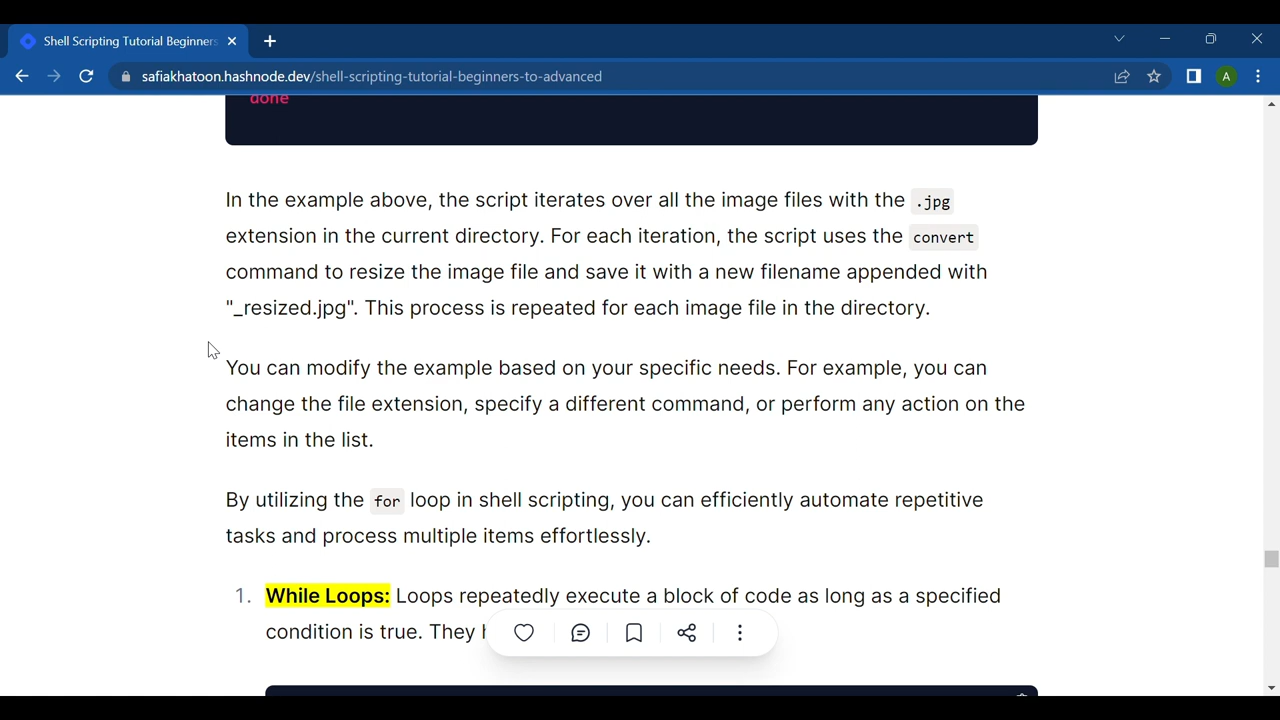 Shell Scripting Tutorial Beginners
safiakhatoon.hashnode.dev/shell-scripting-tutorial-beginners-to-advanced
A
done
In the example above, the script iterates over all the image files with the .jpg
extension in the current directory. For each iteration, the script uses the convert
command to resize the image file and save it with a new filename appended with
"_resized.jpg". This process is repeated for each image file in the directory.
You can modify the example based on your specific needs. For example, you can
change the file extension, specify a different command, or perform any action on the
items in the list.
By utilizing the for loop in shell scripting, you can efficiently automate repetitive
tasks and process multiple items effortlessly.
1. While Loops: Loops repeatedly execute a block of code as long as a specified
condition is true. They